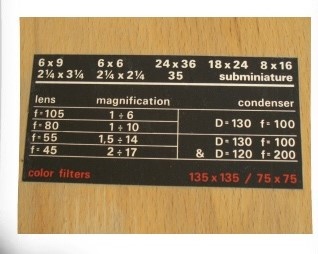 6 x 9 6 x 6 24 x 36 18 x 24 8 x 16
2¼ x 3¼ 2¼ x 2¼ 35 subminiature
lens magnification condenser
f=105 1 ÷ 6
f=80 1 ÷ 10 D=130 f=100
f=55 1,5 ÷ 14 D=130 f=100
f=45 2 ÷ 17 & D=120 f=200
color filters 135 x 135 / 75 x 75